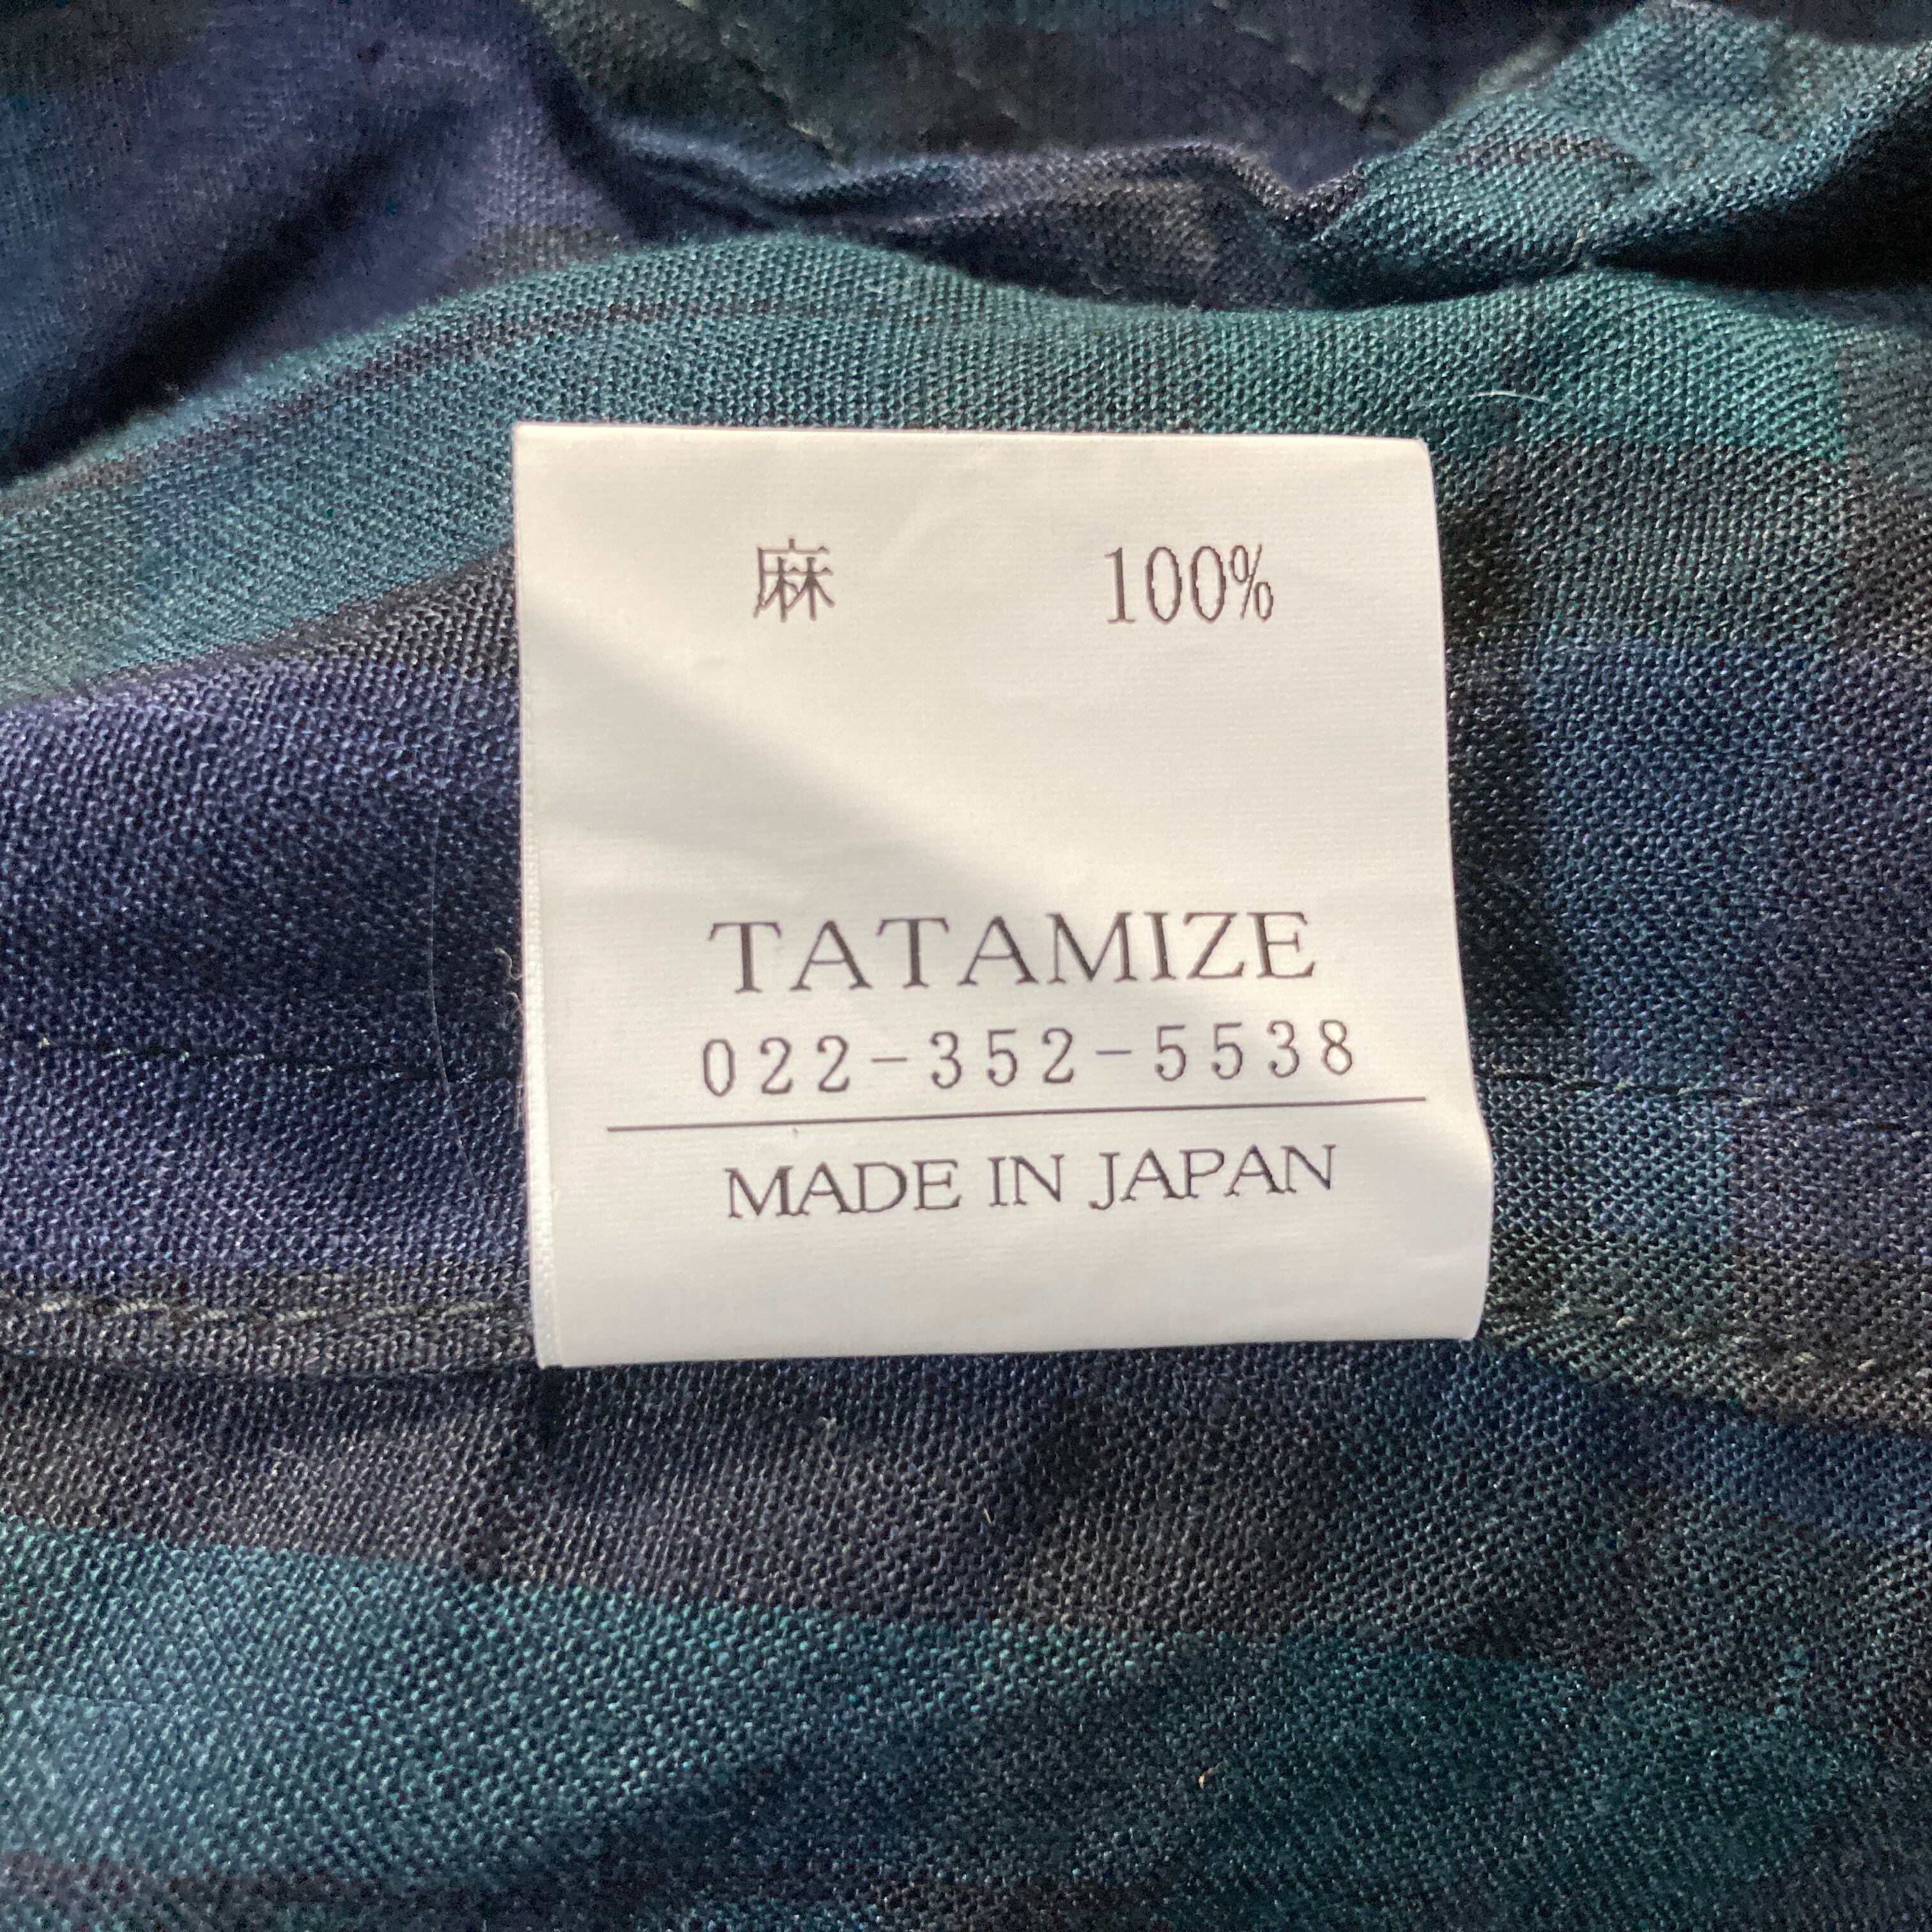 麻 100%
TATAMIZE
022-352-5538
MADE IN JAPAN